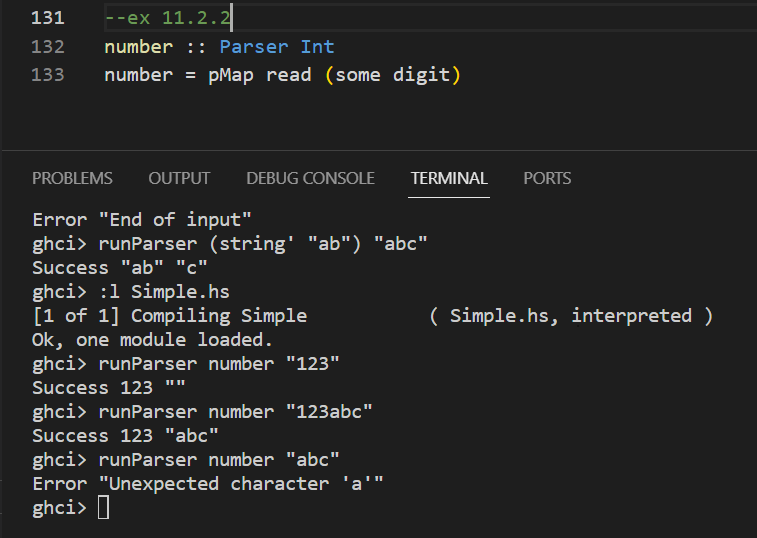 131 --ex 11.2.2
132 number :: Parser Int
133 number = pMap read (some digit)
PROBLEMS OUTPUT DEBUG CONSOLE TERMINAL PORTS
Error "End of input"
ghci> runParser (string' "ab") "abc"
Success "ab" "c"
ghci> :l Simple.hs
[1 of 1] Compiling Simple ( Simple.hs, interpreted )
Ok, one module loaded.
ghci> runParser number "123"
Success 123 ""
ghci> runParser number "123abc"
Success 123 "abc"
ghci> runParser number "abc"
Error "Unexpected character 'a'"
ghci>